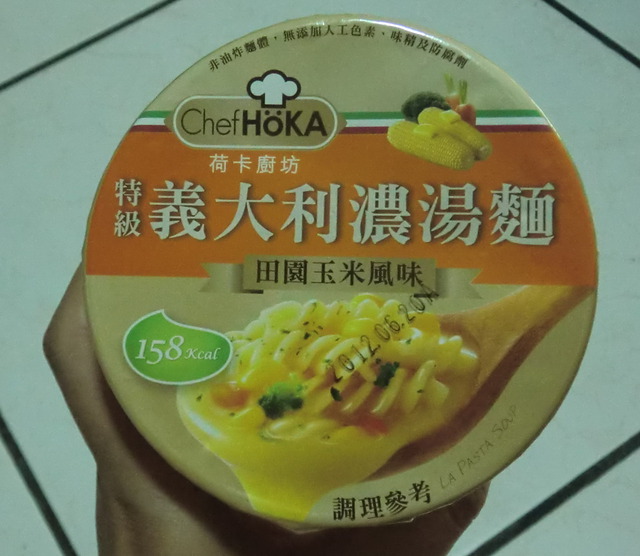 非油炸麵體，無添加人工色素、味精及防腐劑
ChefHöKA
荷卡廚坊
特級 義大利濃湯麵
田園玉米風味
158 Kcal
2012.06.20
LA PASTA SOUP
調理參考